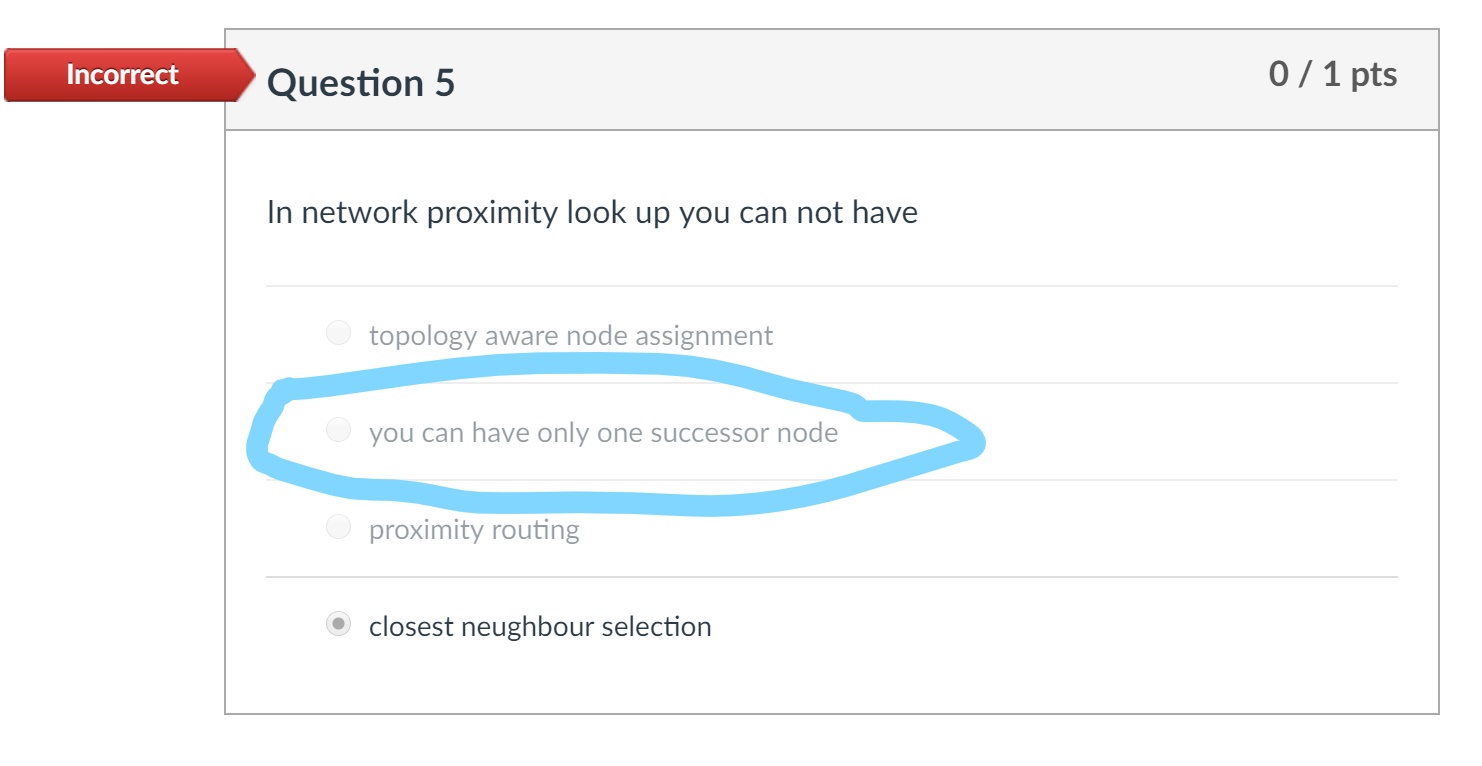 Incorrect
Question 5
0 / 1 pts
In network proximity look up you can not have
topology aware node assignment
you can have only one successor node
proximity routing
closest neughbour selection